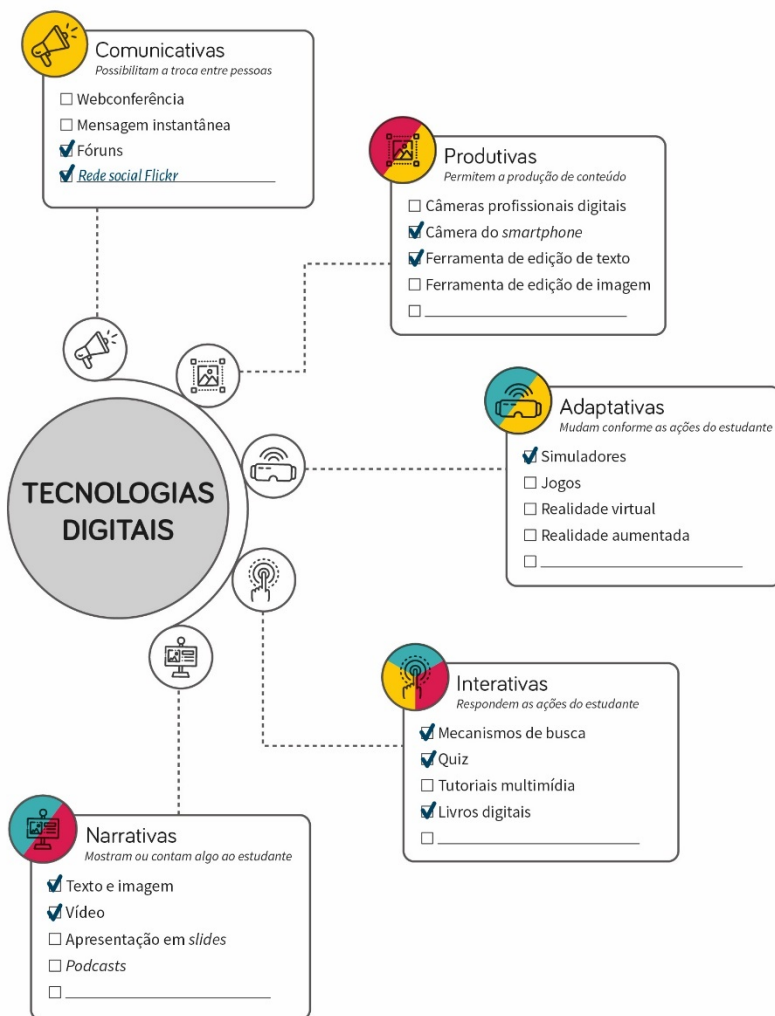 Comunicativas
Possibilitam a troca entre pessoas
Webconferência
Mensagem instantânea
Fóruns
Rede social Flickr
Produtivas
Permitem a produção de conteúdo
Câmeras profissionais digitais
Câmera do smartphone
Ferramenta de edição de texto
Ferramenta de edição de imagem
Adaptativas
Mudam conforme as ações do estudante
Simuladores
Jogos
Realidade virtual
Realidade aumentada
TECNOLOGIAS
DIGITAIS
Interativas
Respondem as ações do estudante
Mecanismos de busca
Quiz
Tutoriais multimídia
Livros digitais
Narrativas
Mostram ou contam algo ao estudante
Texto e imagem
Vídeo
Apresentação em slides
Podcasts